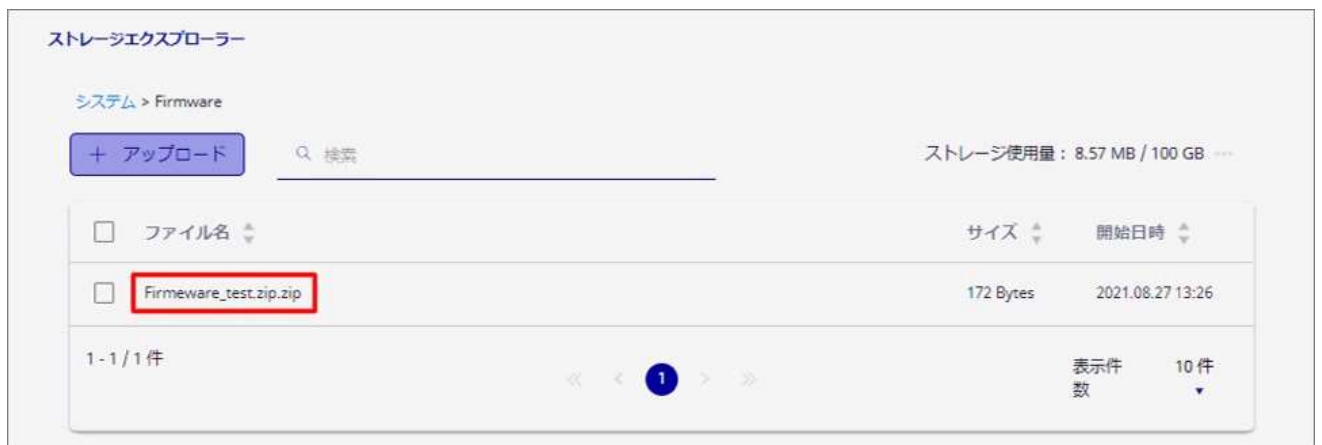 ストレージエクスプローラー
システム > Firmware
+ アップロード 検索 ストレージ使用量: 8.57 MB / 100 GB ...
ファイル名 サイズ 開始日時
Firmeware_test.zip.zip 172 Bytes 2021.08.27 13:26
1 - 1 / 1 件 « < 1 > » 表示件数 10 件